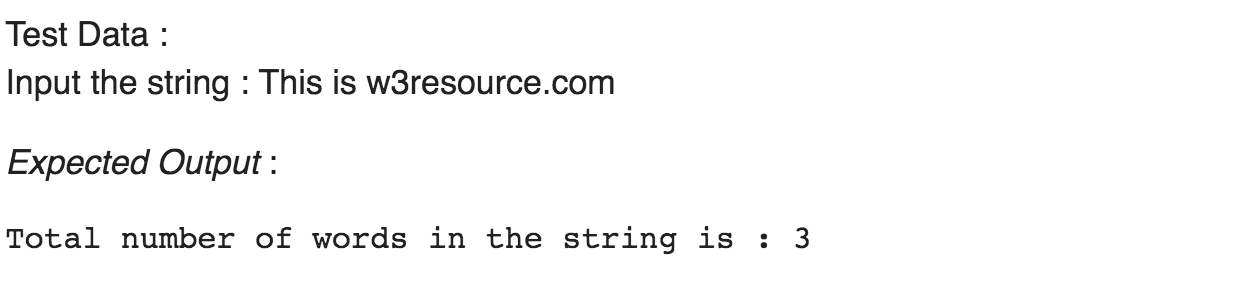 Test Data :
Input the string : This is w3resource.com
Expected Output :
Total number of words in the string is : 3